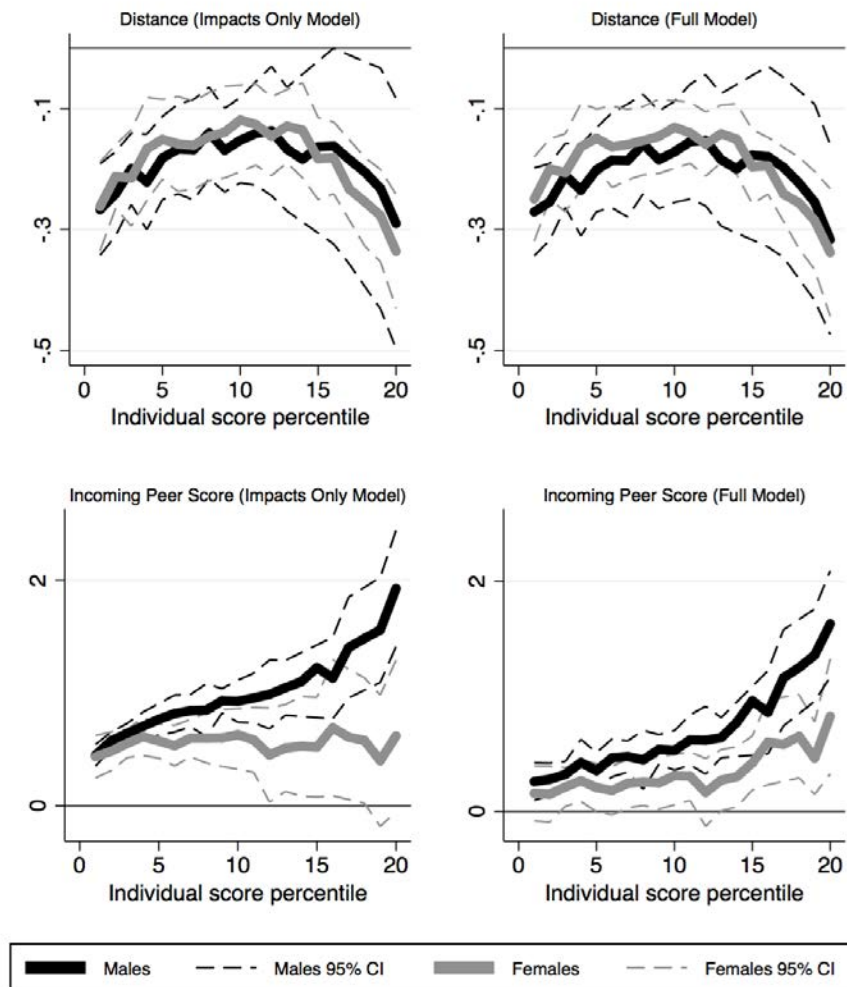 Distance (Impacts Only Model)
-.1
-.3
-.5
0 5 10 15 20
Individual score percentile
Distance (Full Model)
-.1
-.3
-.5
0 5 10 15 20
Individual score percentile
Incoming Peer Score (Impacts Only Model)
2
0
0 5 10 15 20
Individual score percentile
Incoming Peer Score (Full Model)
2
0
0 5 10 15 20
Individual score percentile
Males Males 95% CI Females Females 95% CI